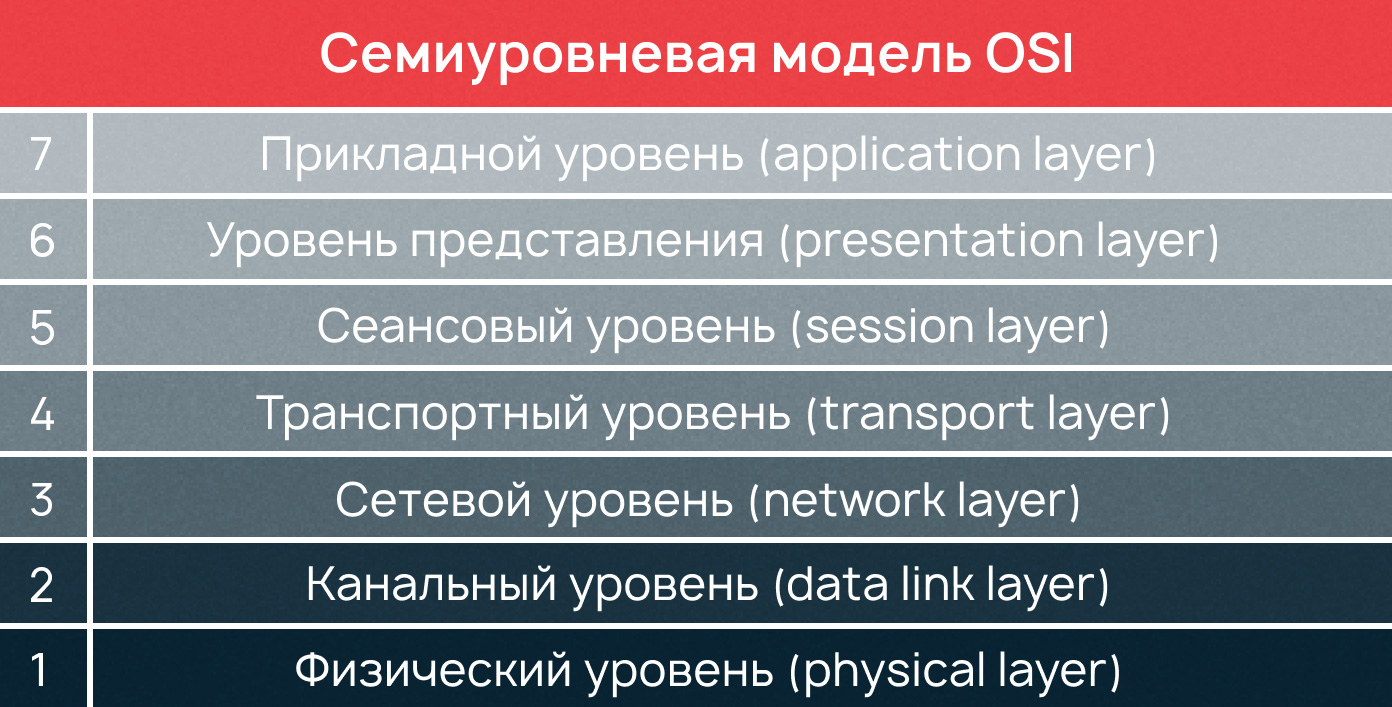 Семиуровневая модель OSI
7 Прикладной уровень (application layer)
6 Уровень представления (presentation layer)
5 Сеансовый уровень (session layer)
4 Транспортный уровень (transport layer)
3 Сетевой уровень (network layer)
2 Канальный уровень (data link layer)
1 Физический уровень (physical layer)